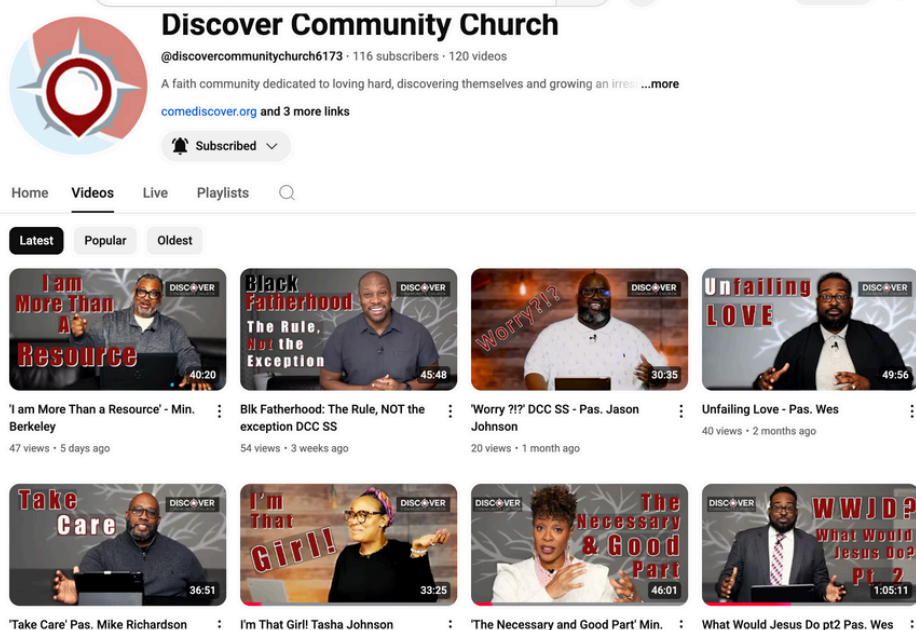 Discover Community Church
@discovercommunitychurch6173 · 116 subscribers · 120 videos
A faith community dedicated to loving hard, discovering themselves and growing an ...more
comediscover.org and 3 more links
Subscribed
Home Videos Live Playlists
Latest Popular Oldest
I am
More Than
A
Resource
DISCOVER
COMMUNITY CHURCH
40:20
Black
Fatherhood
The Rule,
Not the
Exception
DISCOVER
COMMUNITY CHURCH
45:48
Worry?!?
DISCOVER
COMMUNITY CHURCH
30:35
Unfailing
LOVE
DISCOVER
COMMUNITY CHURCH
49:56
'I am More Than a Resource' - Min.
Berkeley
47 views · 5 days ago
Blk Fatherhood: The Rule, NOT the
exception DCC SS
54 views · 3 weeks ago
'Worry ?!?' DCC SS - Pas. Jason
Johnson
20 views · 1 month ago
Unfailing Love - Pas. Wes
40 views · 2 months ago
Take
Care
DISCOVER
36:51
I'm
That
Girl!
DISCOVER
33:25
DISCOVER
The
Necessary
& Good
Part
46:01
DISCOVER
WWJD?
What Would
Jesus Do?
Pt. 2
1:05:11
'Take Care' Pas. Mike Richardson
I'm That Girl! Tasha Johnson
'The Necessary and Good Part' Min.
What Would Jesus Do pt2 Pas. Wes